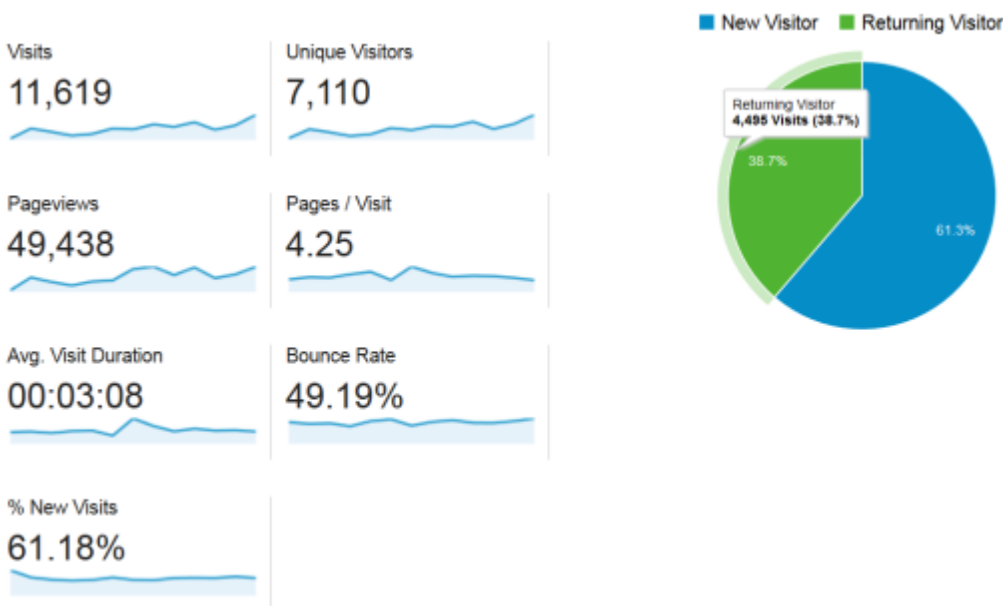 New Visitor Returning Visitor
Visits
11,619
Unique Visitors
7,110
Pageviews
49,438
Pages / Visit
4.25
Avg. Visit Duration
00:03:08
Bounce Rate
49.19%
% New Visits
61.18%
Returning Visitor
4,495 Visits (38.7%)
38.7%
61.3%